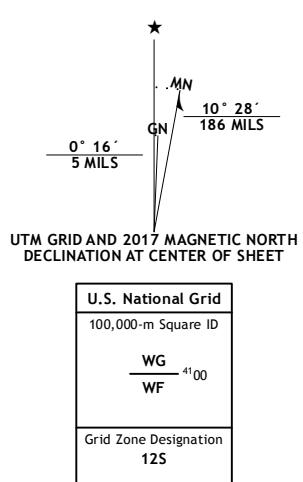 ★
MN
GN
10° 28´
186 MILS
0° 16´
5 MILS
UTM GRID AND 2017 MAGNETIC NORTH
DECLINATION AT CENTER OF SHEET
U.S. National Grid
100,000-m Square ID
WG
4100
WF
Grid Zone Designation
12S